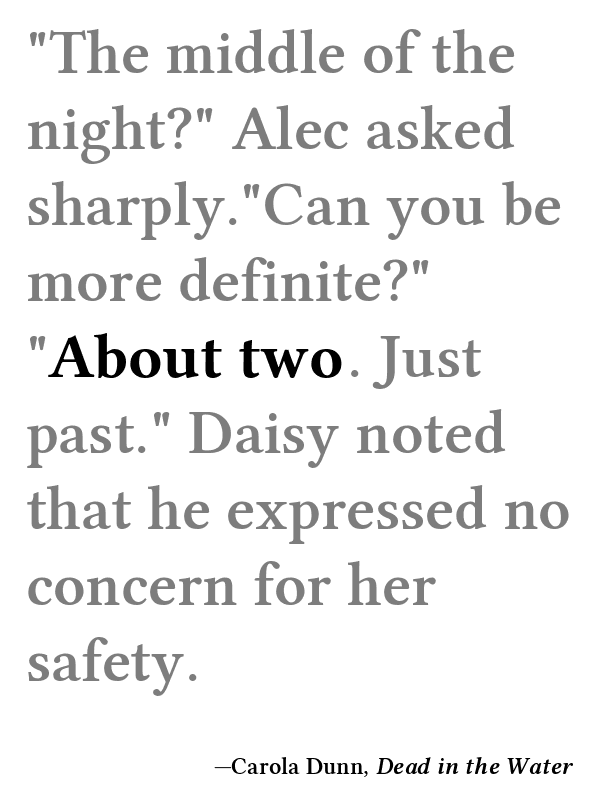 "The middle of the
night?" Alec asked
sharply."Can you be
more definite?"
"About two. Just
past." Daisy noted
that he expressed no
concern for her
safety.
—Carola Dunn, Dead in the Water